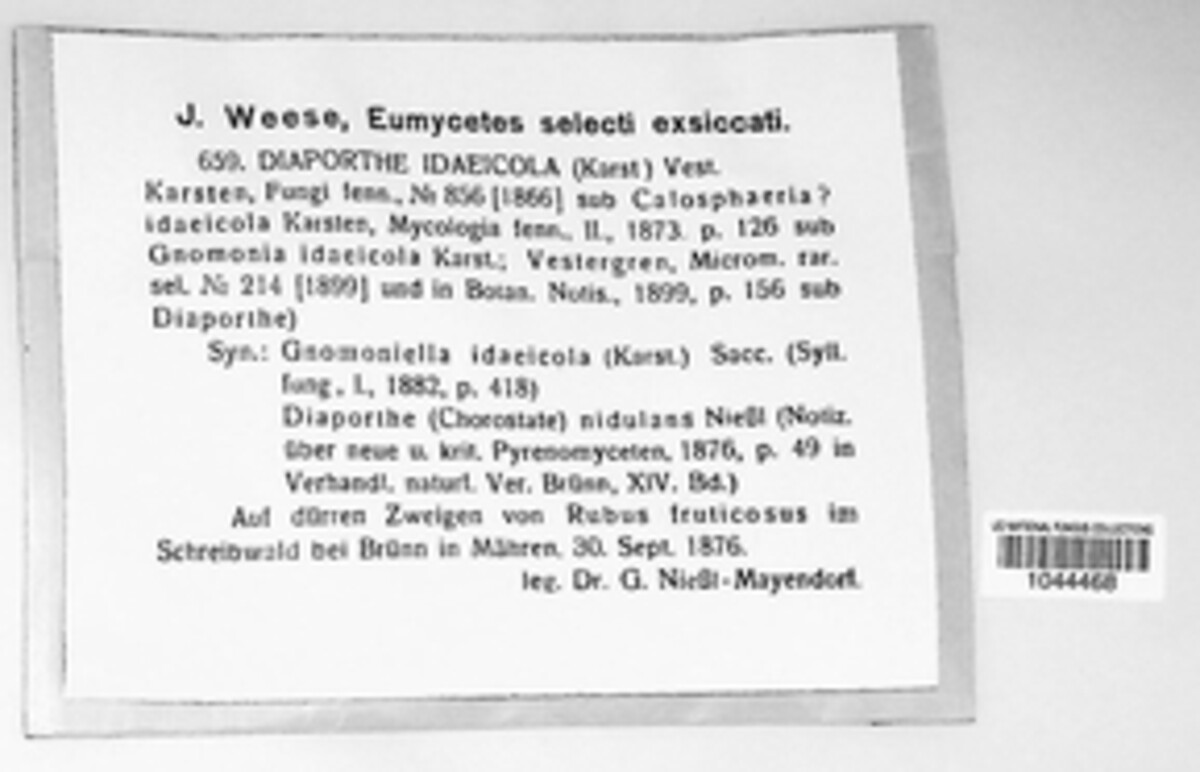 J. Weese, Eumycetes selecti exsiccati.
659. DIAPORTHE IDAEICOLA (Karst.) Vest.
Karsten, Fungi fenn., № 856 [1866] sub Calosphaeria?
idaeicola Karsten, Mycologia fenn., II., 1873. p. 126 sub
Gnomonia idaeicola Karst.; Vestergren, Microm. rar.
sel. № 214 [1899] und in Botan. Notis., 1899, p. 156 sub
Diaporthe)
Syn.: Gnomoniella idaeicola (Karst.) Sacc. (Syll.
fung., I., 1882, p. 418)
Diaporthe (Chorostate) nidulans Nießl (Notiz.
über neue u. krit. Pyrenomyceten, 1876, p. 49 in
Verhandl. naturf. Ver. Brünn, XIV. Bd.)
Auf dürren Zweigen von Rubus fruticosus im
Schreibwald bei Brünn in Mähren. 30. Sept. 1876.
leg. Dr. G. Nießl-Mayendorf.
US NATIONAL FUNGUS COLLECTIONS
1044468